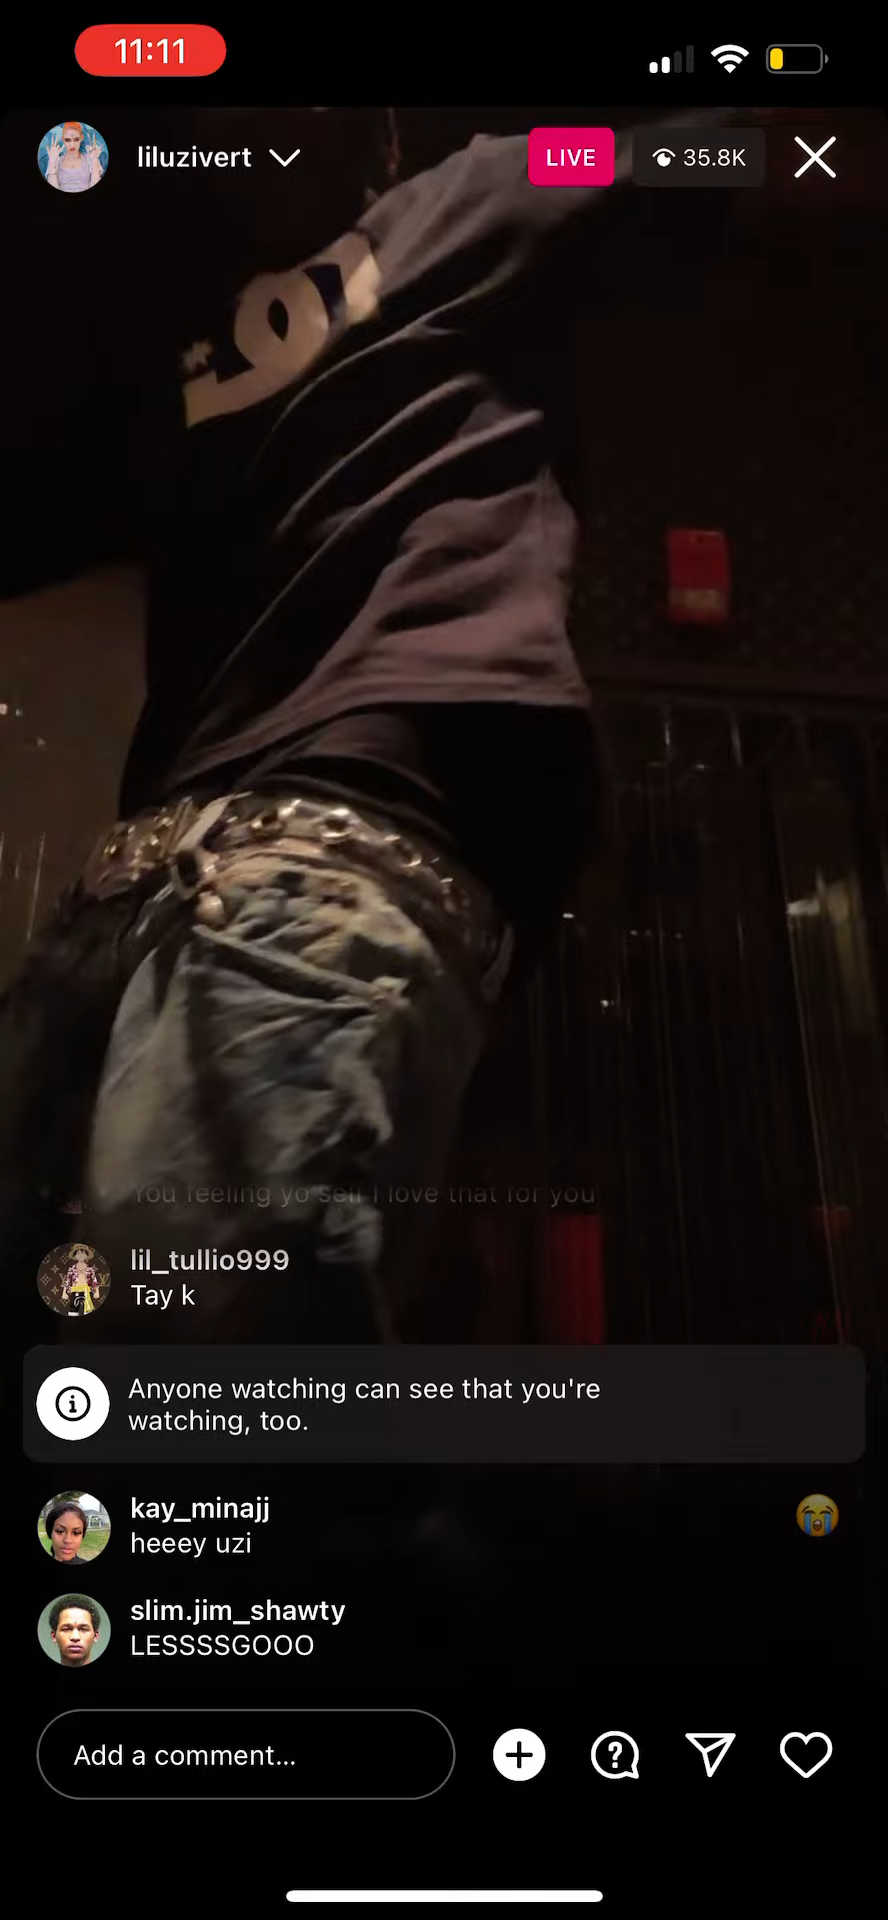 11:11
liluzivert
LIVE
35.8K
You feeling yo self I love that for you
lil_tullio999
Tay k
Anyone watching can see that you're
watching, too.
kay_minajj
heeey uzi
slim.jim_shawty
LESSSSGOOO
Add a comment...